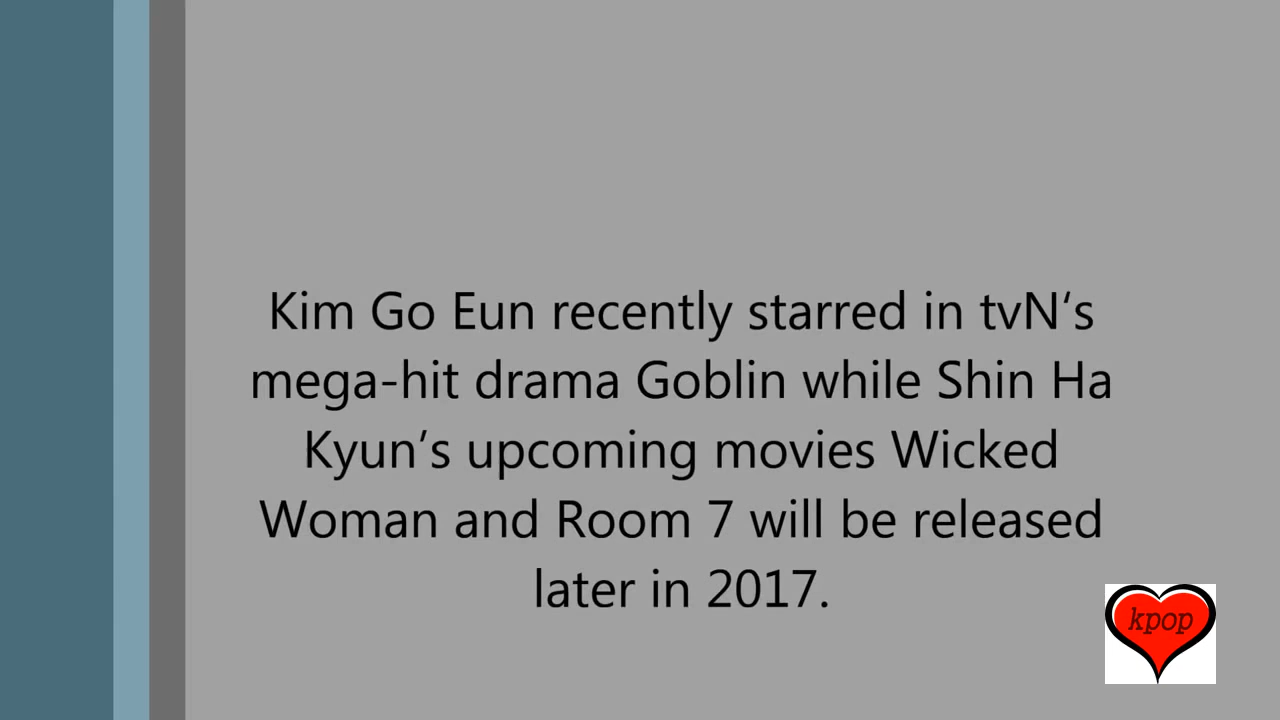 Kim Go Eun recently starred in tvN‘s
mega-hit drama Goblin while Shin Ha
Kyun’s upcoming movies Wicked
Woman and Room 7 will be released
later in 2017.
kpop